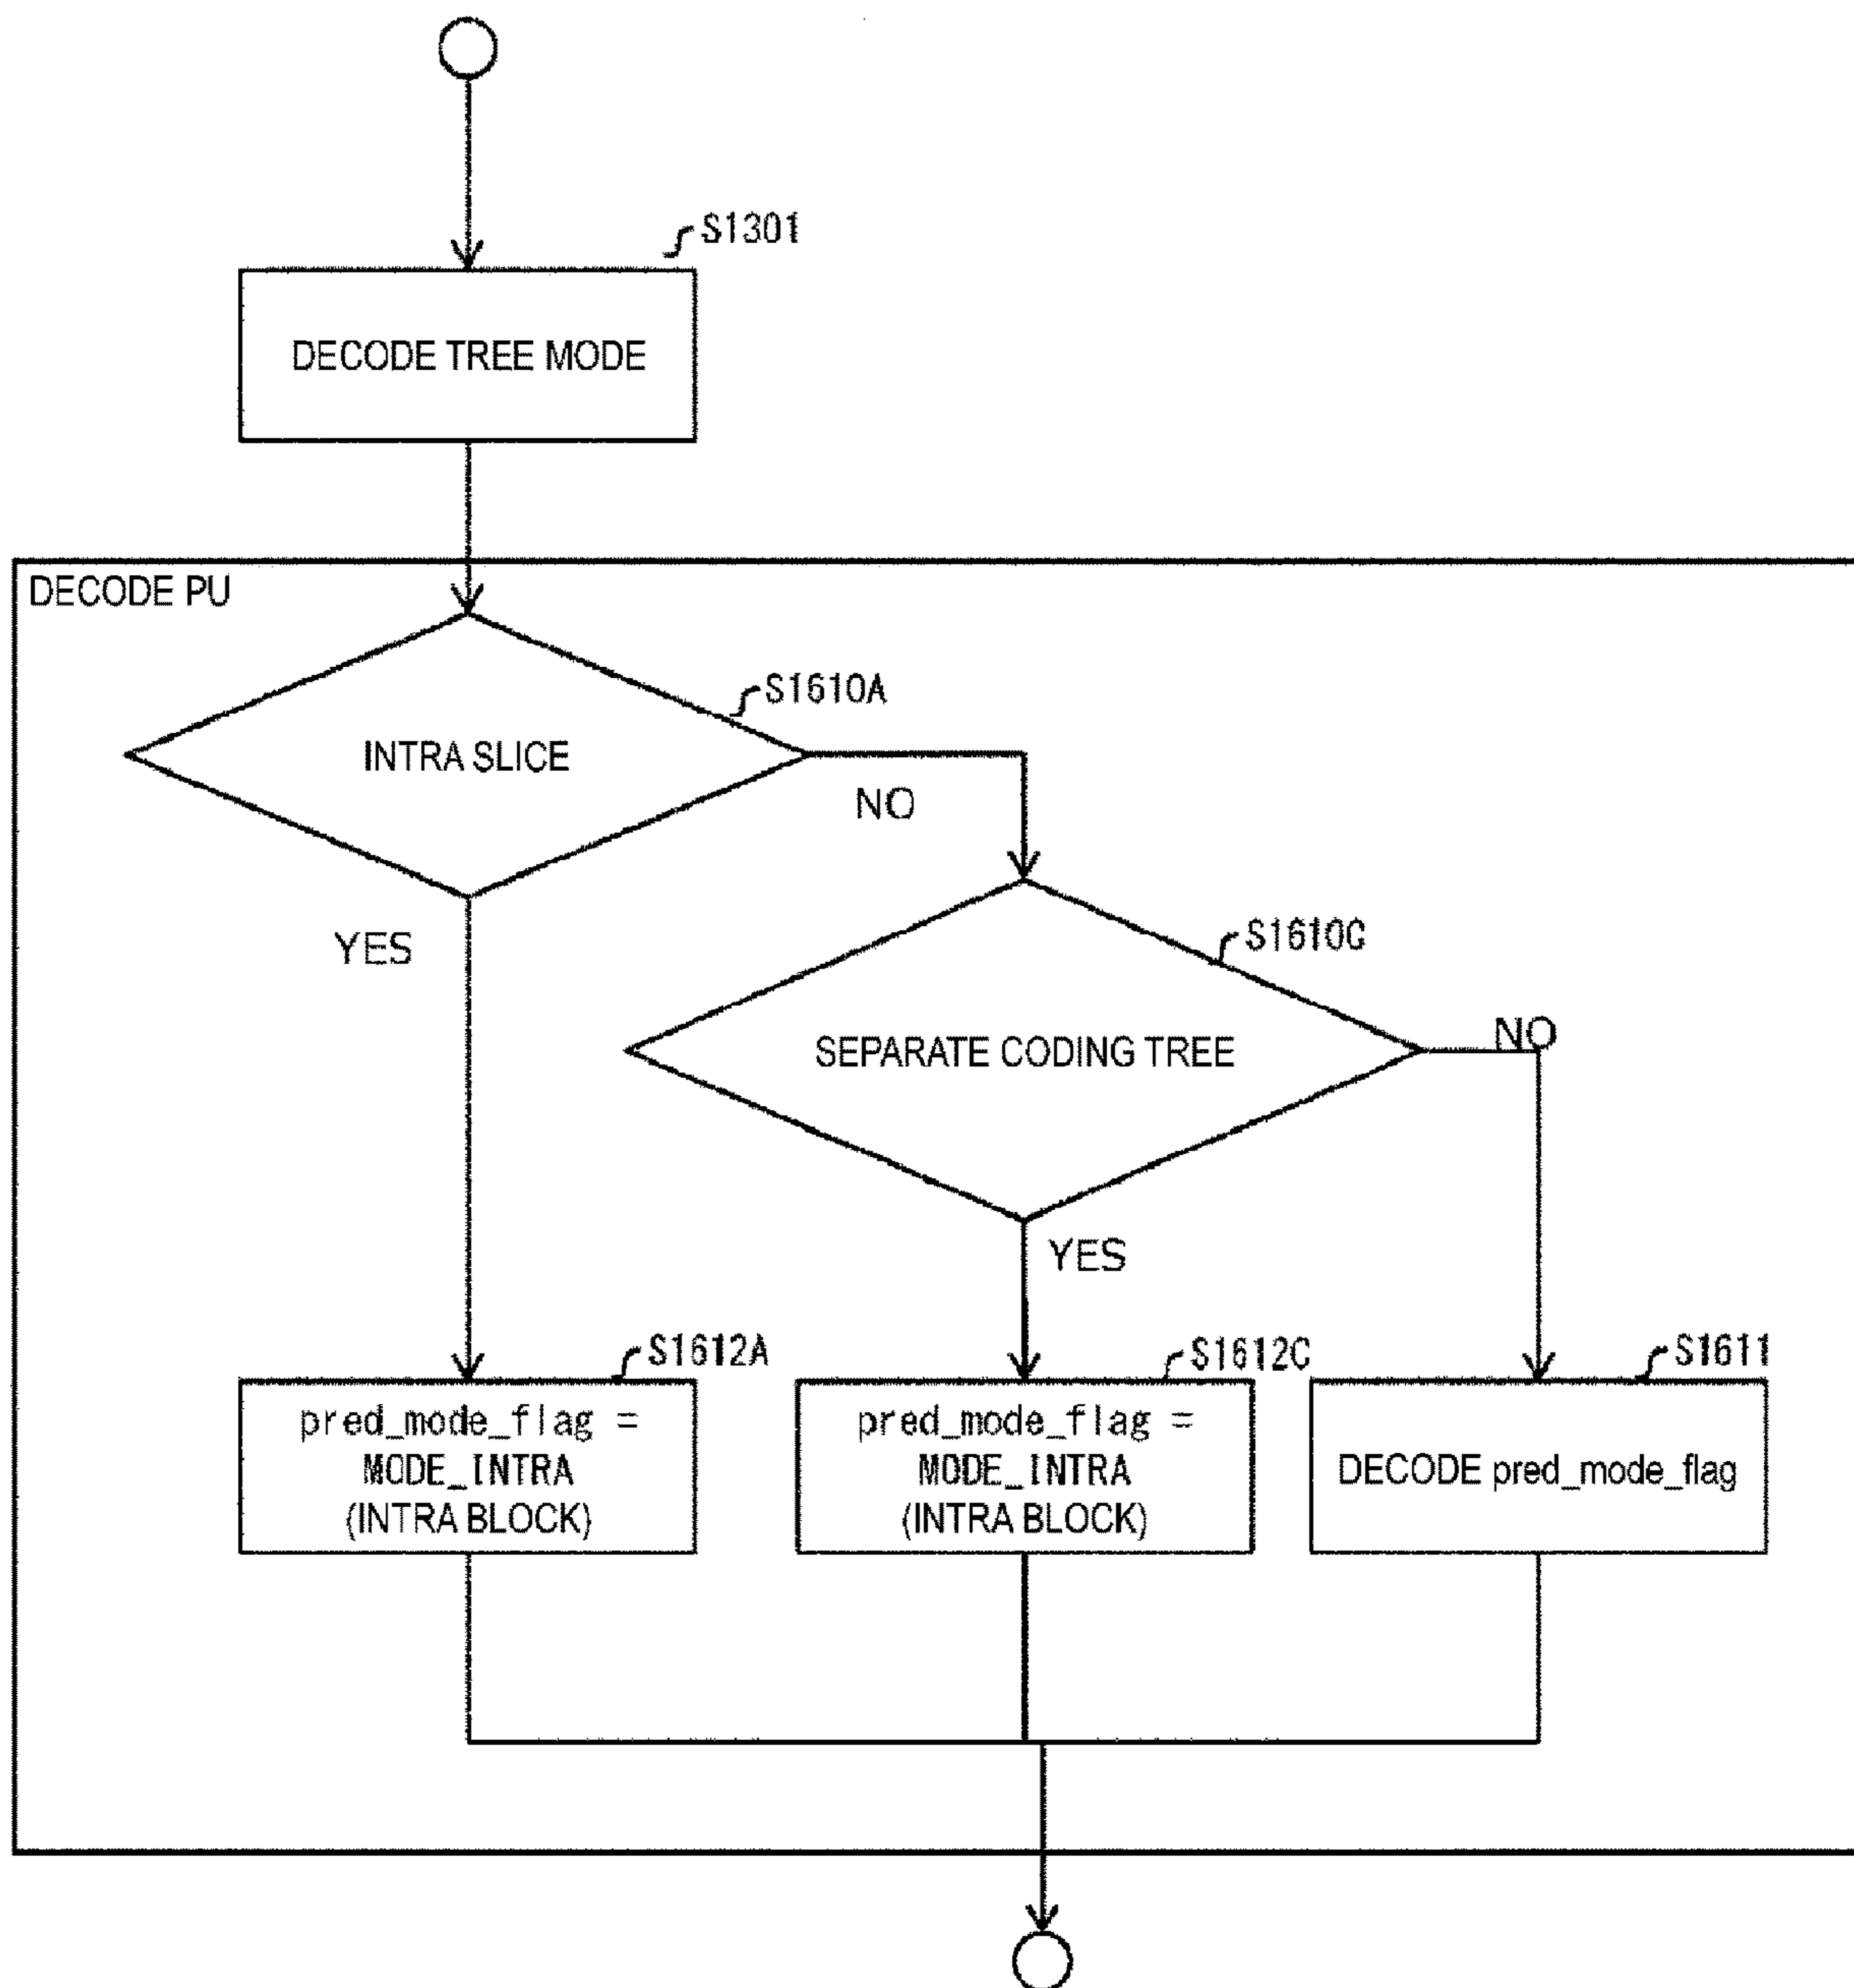 S1301
DECODE TREE MODE
DECODE PU
S1610A
INTRA SLICE
NO
YES
S1610C
SEPARATE CODING TREE
NO
YES
S1612A
pred_mode_flag =
MODE_INTRA
(INTRA BLOCK)
S1612C
pred_mode_flag =
MODE_INTRA
(INTRA BLOCK)
S1611
DECODE pred_mode_flag